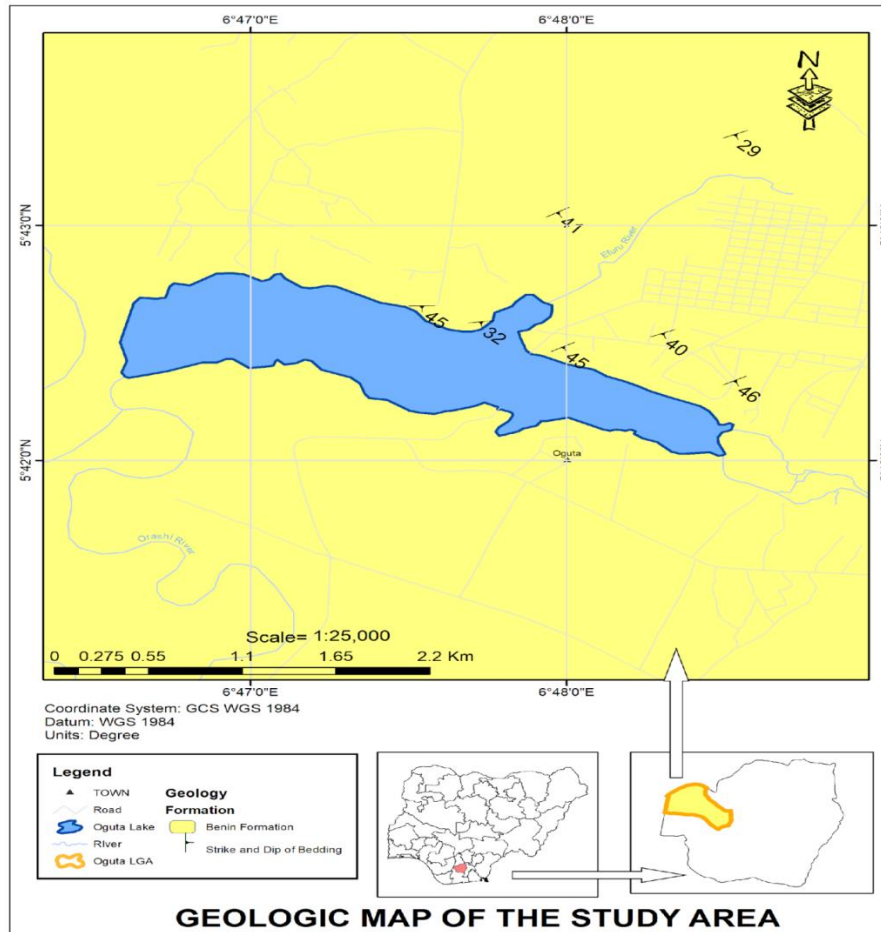 6°47'0"E 6°48'0"E
N
29
5°43'0"N
41
Efuru River
45
32
45
40
46
5°42'0"N
Oguta
Orashi River
Scale= 1:25,000
0 0.275 0.55 1.1 1.65 2.2 Km
6°47'0"E 6°48'0"E
Coordinate System: GCS WGS 1984
Datum: WGS 1984
Units: Degree
Legend
TOWN
Road
Oguta Lake
River
Oguta LGA
Geology
Formation
Benin Formation
Strike and Dip of Bedding
GEOLOGIC MAP OF THE STUDY AREA